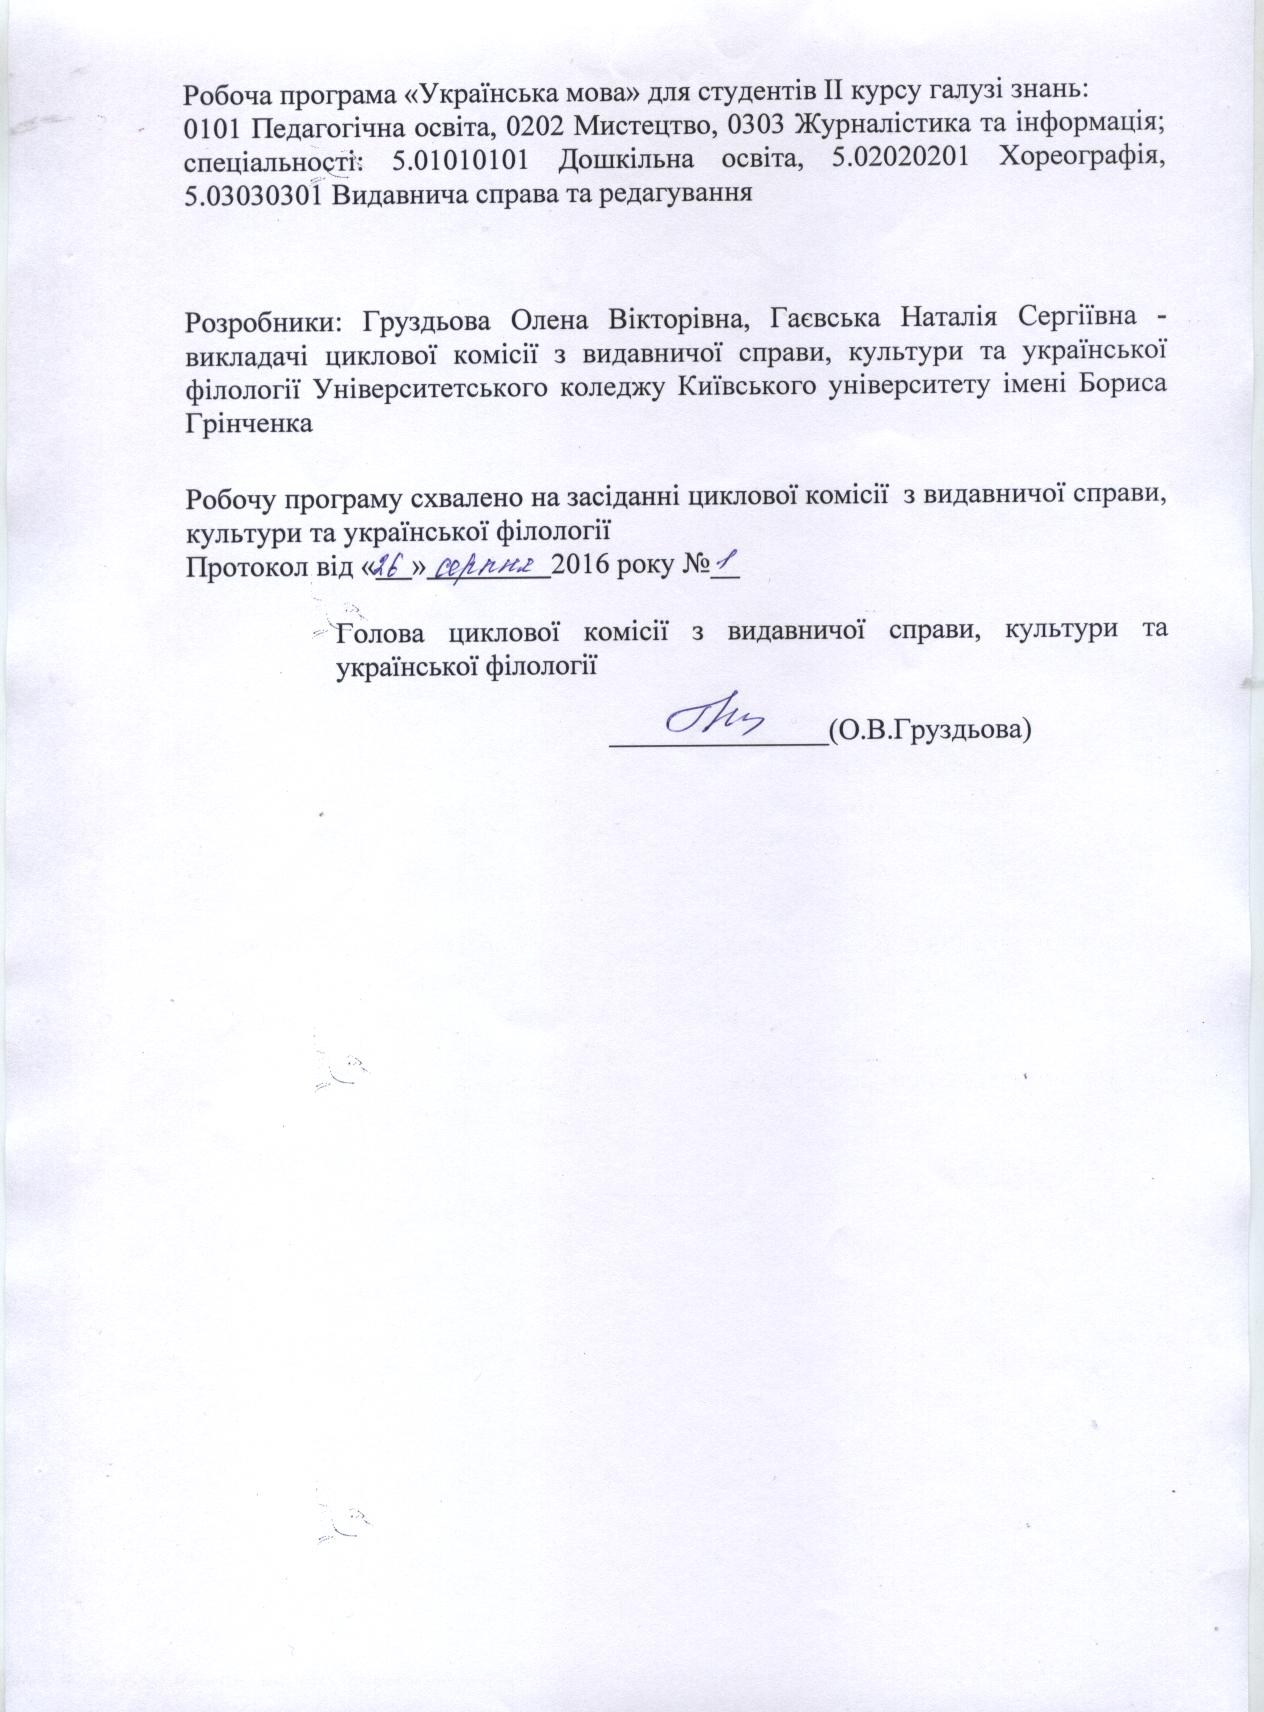 Робоча програма «Українська мова» для студентів ІІ курсу галузі знань:
0101 Педагогічна освіта, 0202 Мистецтво, 0303 Журналістика та інформація;
спеціальності: 5.01010101 Дошкільна освіта, 5.02020201 Хореографія,
5.03030301 Видавнича справа та редагування
Розробники: Груздьова Олена Вікторівна, Гаєвська Наталія Сергіївна -
викладачі циклової комісії з видавничої справи, культури та української
філології Університетського коледжу Київського університету імені Бориса
Грінченка
Робочу програму схвалено на засіданні циклової комісії з видавничої справи,
культури та української філології
Протокол від «26» серпня 2016 року №1
Голова циклової комісії з видавничої справи, культури та
української філології
(О.В.Груздьова)